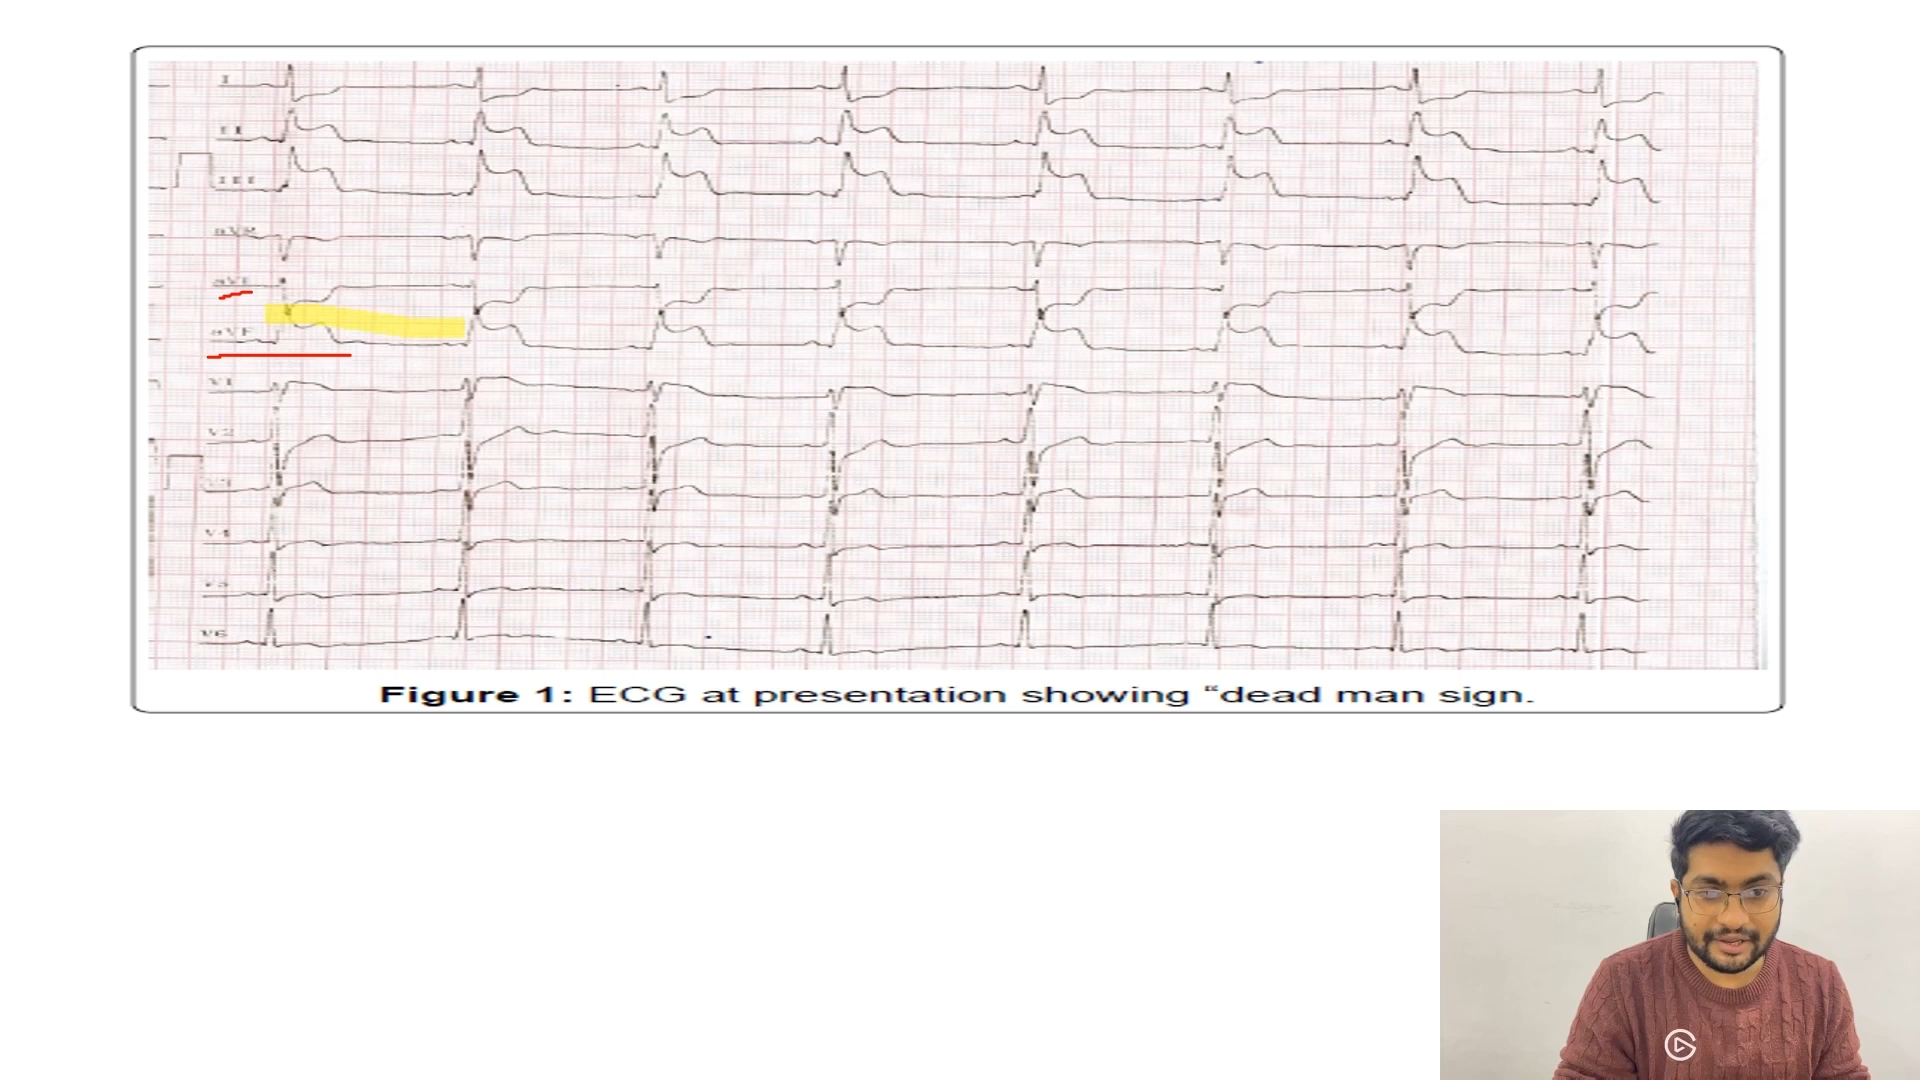 I
II
III
aVR
aVL
aVF
V1
V2
V3
V4
V5
V6
Figure 1: ECG at presentation showing “dead man sign.